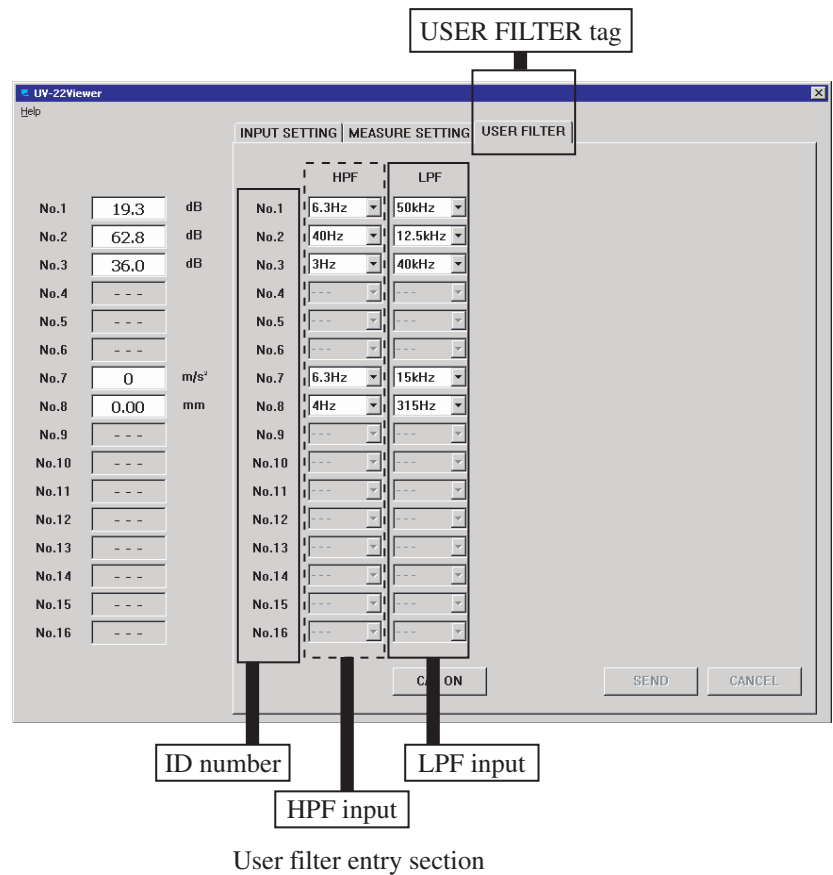 USER FILTER tag
UV-22Viewer
Help
INPUT SETTING MEASURE SETTING USER FILTER
HPF LPF
No.1 19.3 dB No.1 6.3Hz 50kHz
No.2 62.8 dB No.2 40Hz 12.5kHz
No.3 36.0 dB No.3 3Hz 40kHz
No.4 - - - No.4 - - - - - -
No.5 - - - No.5 - - - - - -
No.6 - - - No.6 - - - - - -
No.7 0 m/s² No.7 6.3Hz 15kHz
No.8 0.00 mm No.8 4Hz 315Hz
No.9 - - - No.9 - - - - - -
No.10 - - - No.10 - - - - - -
No.11 - - - No.11 - - - - - -
No.12 - - - No.12 - - - - - -
No.13 - - - No.13 - - - - - -
No.14 - - - No.14 - - - - - -
No.15 - - - No.15 - - - - - -
No.16 - - - No.16 - - - - - -
ON SEND CANCEL
ID number LPF input
HPF input
User filter entry section